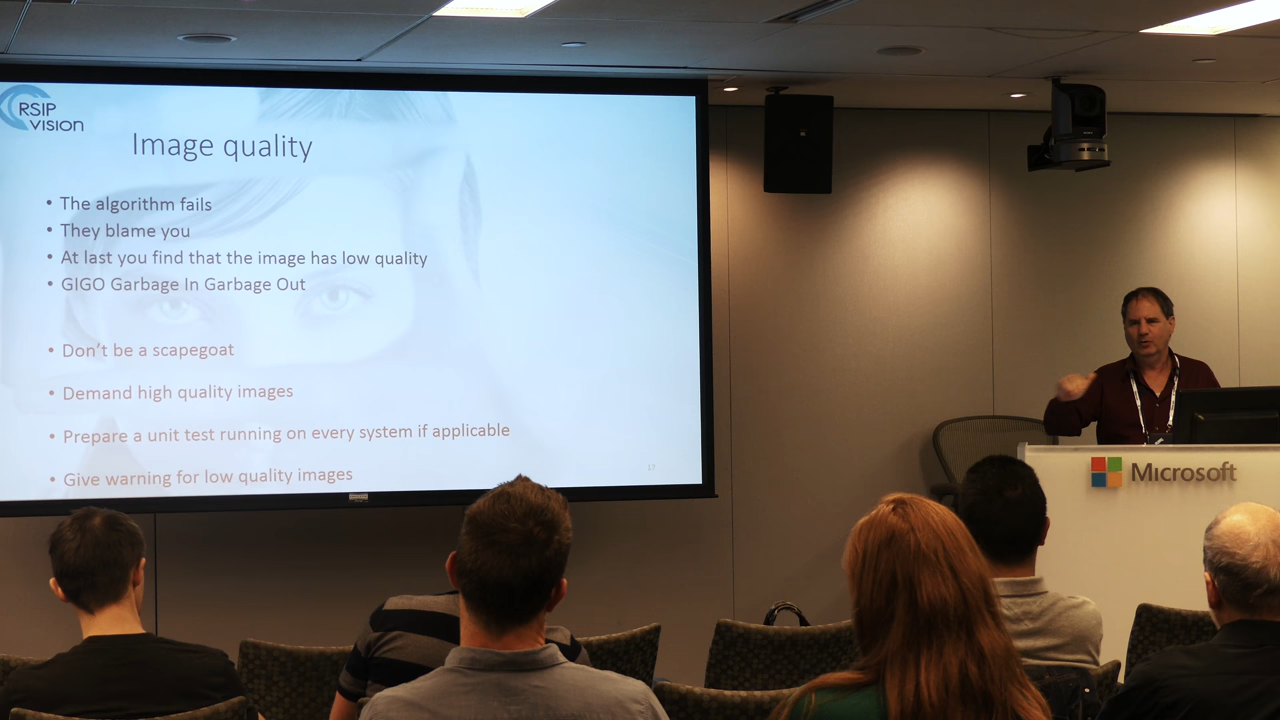 RSIP
VISION
Image quality
• The algorithm fails
• They blame you
• At last you find that the image has low quality
• GIGO Garbage In Garbage Out
• Don't be a scapegoat
• Demand high quality images
• Prepare a unit test running on every system if applicable
• Give warning for low quality images
17
Microsoft